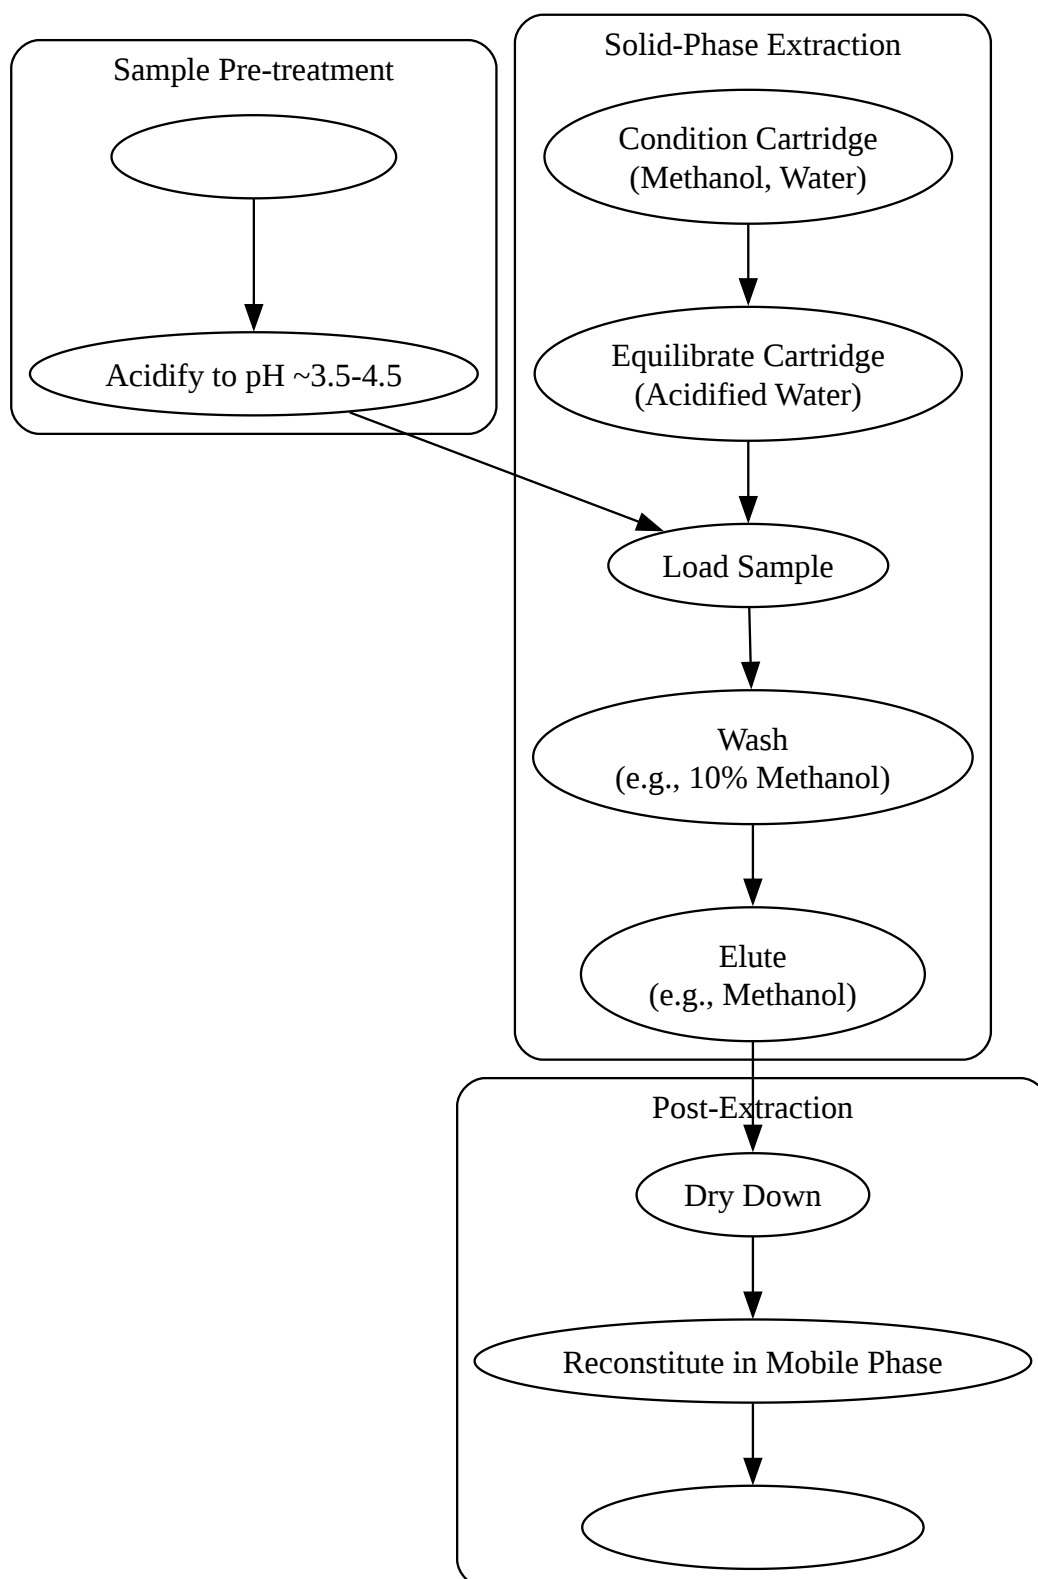 Sample Pre-treatment
Acidify to pH ~3.5-4.5
Solid-Phase Extraction
Condition Cartridge
(Methanol, Water)
Equilibrate Cartridge
(Acidified Water)
Load Sample
Wash
(e.g., 10% Methanol)
Elute
(e.g., Methanol)
Post-Extraction
Dry Down
Reconstitute in Mobile Phase